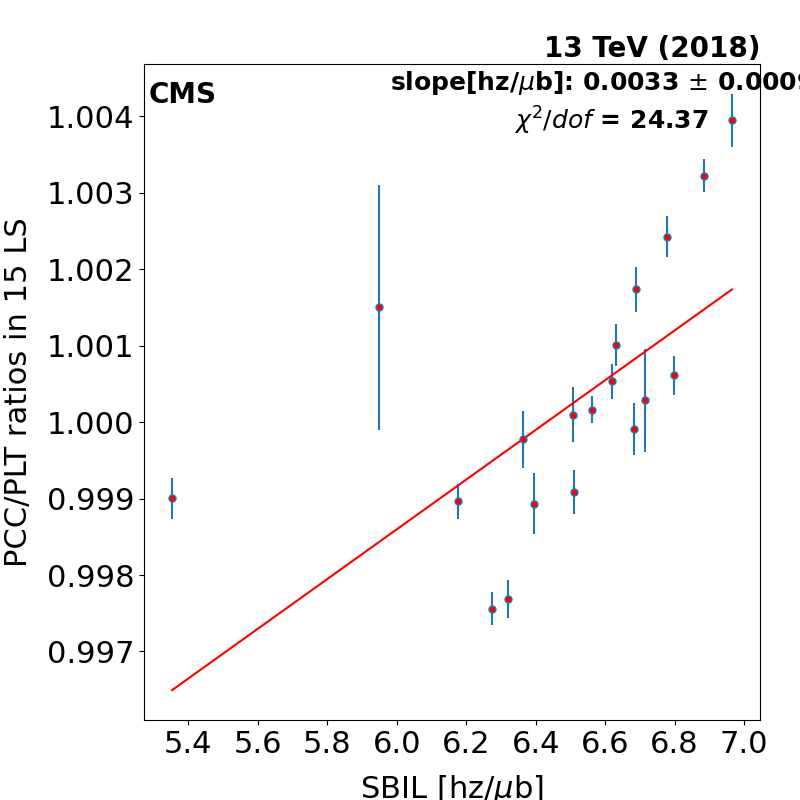 13 TeV (2018)
CMS
slope[hz/μb]: 0.0033 ± 0.0009
χ²/dof = 24.37
PCC/PLT ratios in 15 LS
1.004
1.003
1.002
1.001
1.000
0.999
0.998
0.997
5.4 5.6 5.8 6.0 6.2 6.4 6.6 6.8 7.0
SBIL [hz/μb]